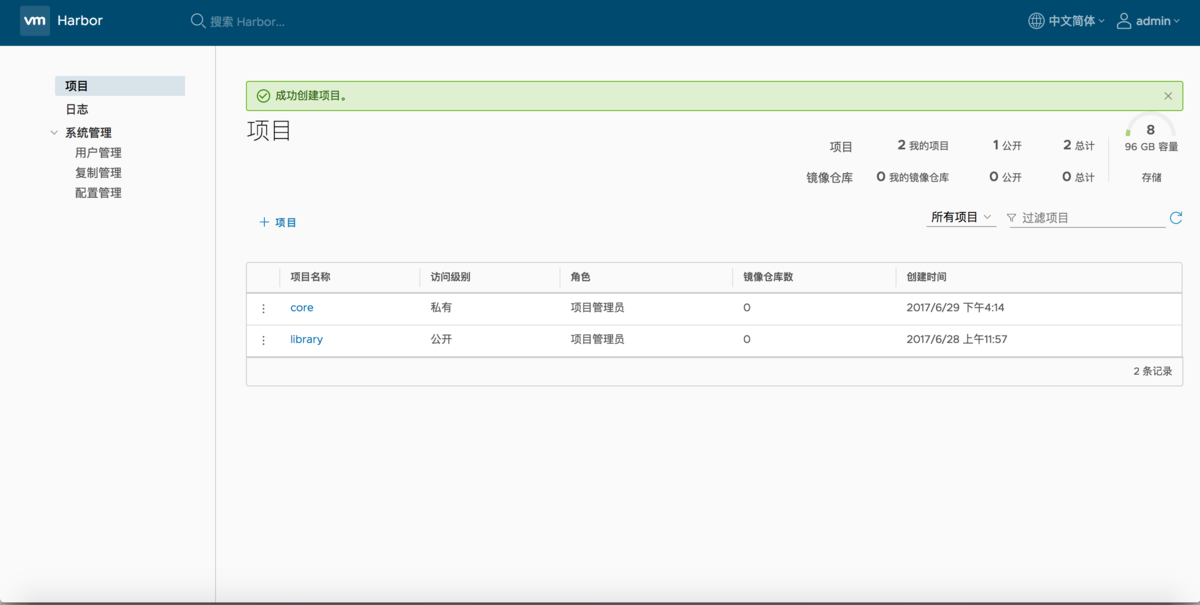 vm Harbor 搜索 Harbor... 中文简体 admin
项目
日志
系统管理
用户管理
复制管理
配置管理
成功创建项目。
项目
项目 2 我的项目 1 公开 2 总计
镜像仓库 0 我的镜像仓库 0 公开 0 总计
8
96 GB 容量
存储
+ 项目 所有项目 过滤项目
项目名称 访问级别 角色 镜像仓库数 创建时间
core 私有 项目管理员 0 2017/6/29 下午4:14
library 公开 项目管理员 0 2017/6/28 上午11:57
2 条记录